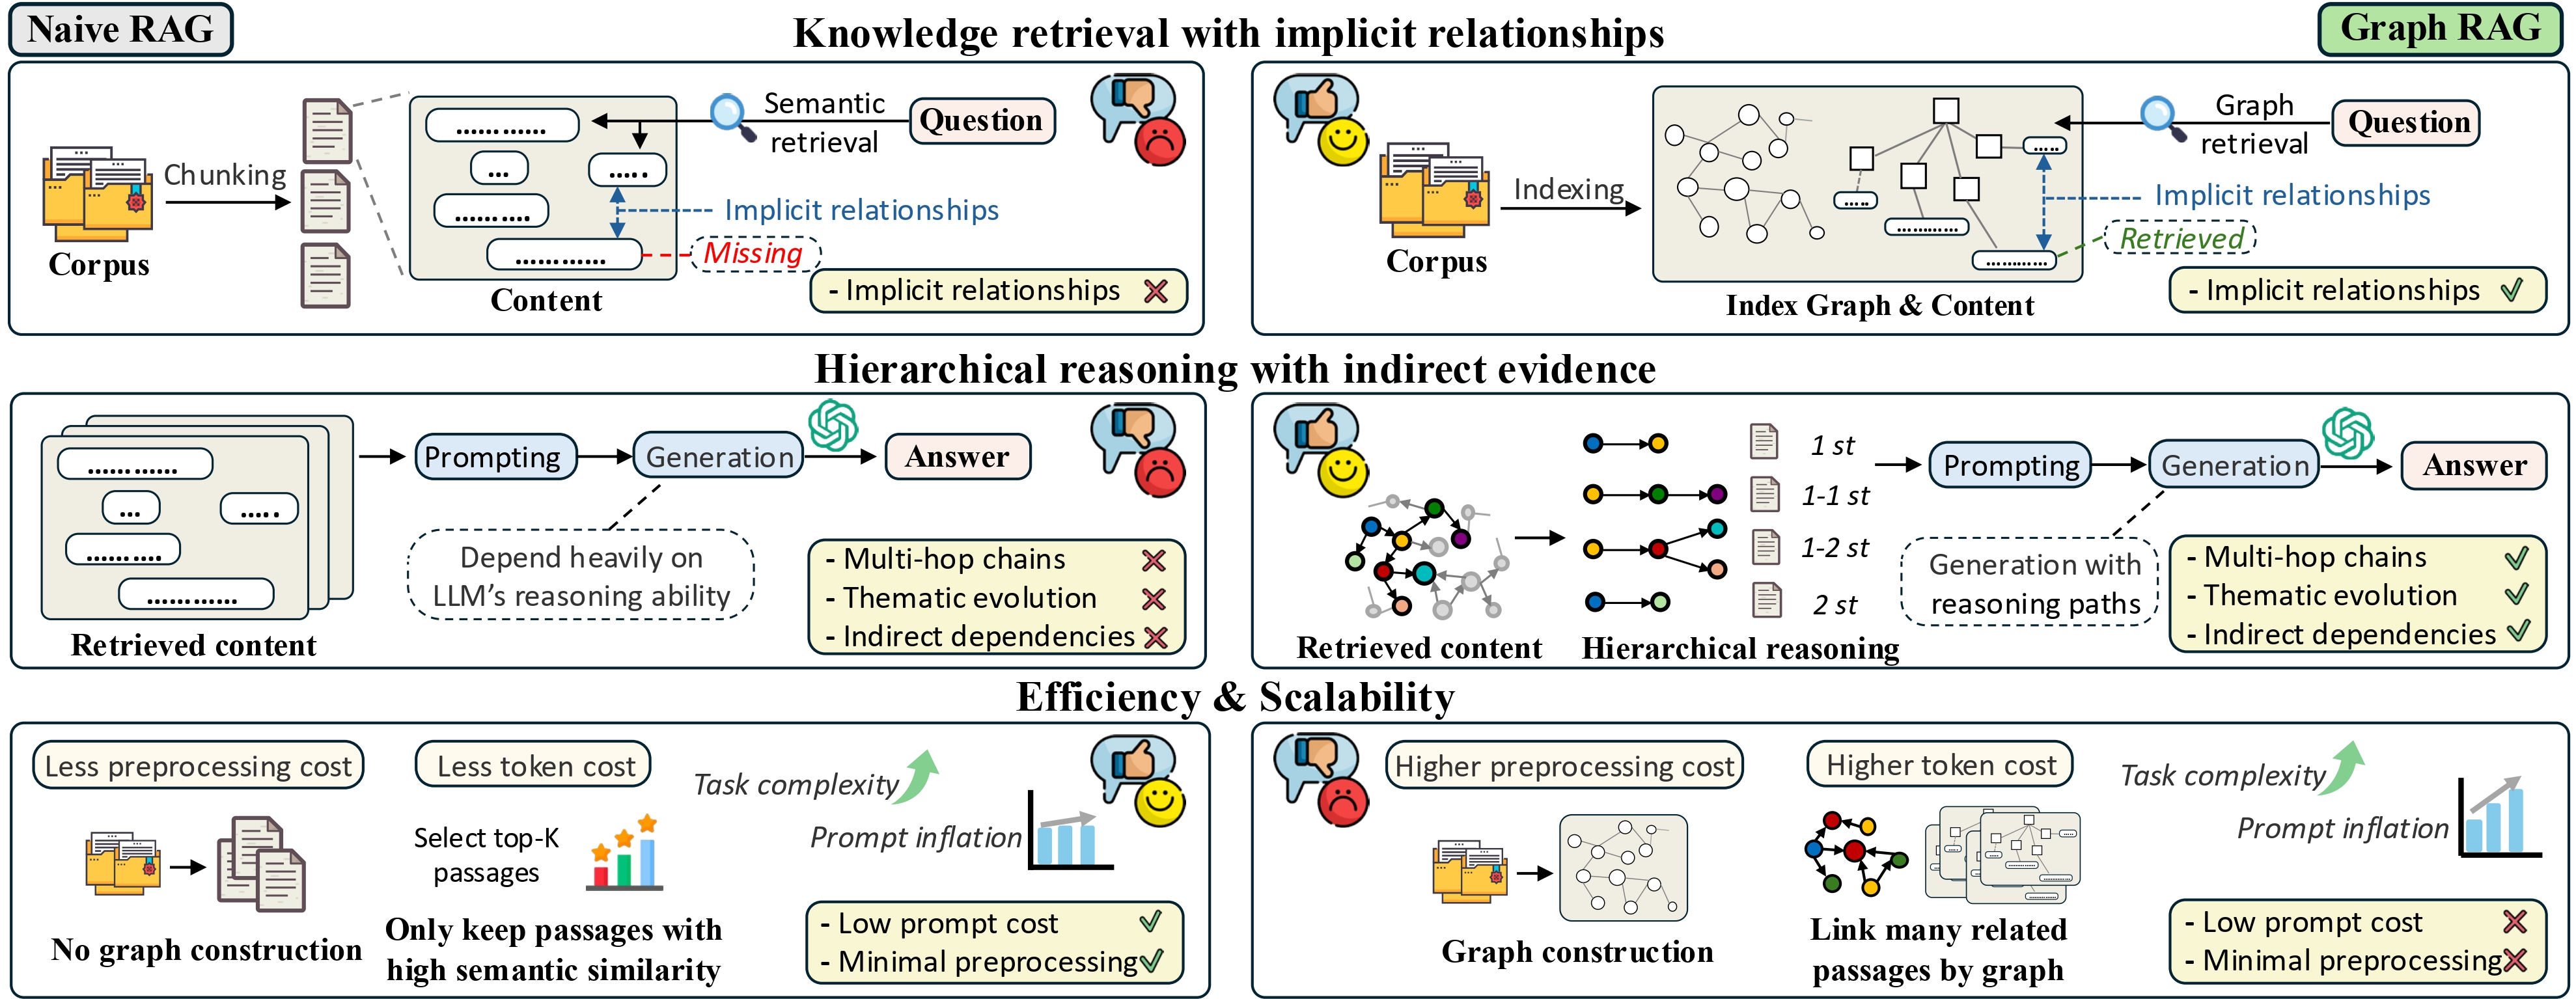 Naive RAG
Knowledge retrieval with implicit relationships
Graph RAG
Corpus
Chunking
Content
Semantic
retrieval
Question
Implicit relationships
Missing
- Implicit relationships
Corpus
Indexing
Index Graph & Content
Graph
retrieval
Question
Implicit relationships
Retrieved
- Implicit relationships
Hierarchical reasoning with indirect evidence
Retrieved content
Prompting
Generation
Answer
Depend heavily on
LLM's reasoning ability
- Multi-hop chains
- Thematic evolution
- Indirect dependencies
Retrieved content
Hierarchical reasoning
1 st
1-1 st
1-2 st
2 st
Prompting
Generation
Answer
Generation with
reasoning paths
- Multi-hop chains
- Thematic evolution
- Indirect dependencies
Efficiency & Scalability
Less preprocessing cost
No graph construction
Less token cost
Select top-K
passages
Only keep passages with
high semantic similarity
Task complexity
Prompt inflation
- Low prompt cost
- Minimal preprocessing
Higher preprocessing cost
Graph construction
Higher token cost
Link many related
passages by graph
Task complexity
Prompt inflation
- Low prompt cost
- Minimal preprocessing